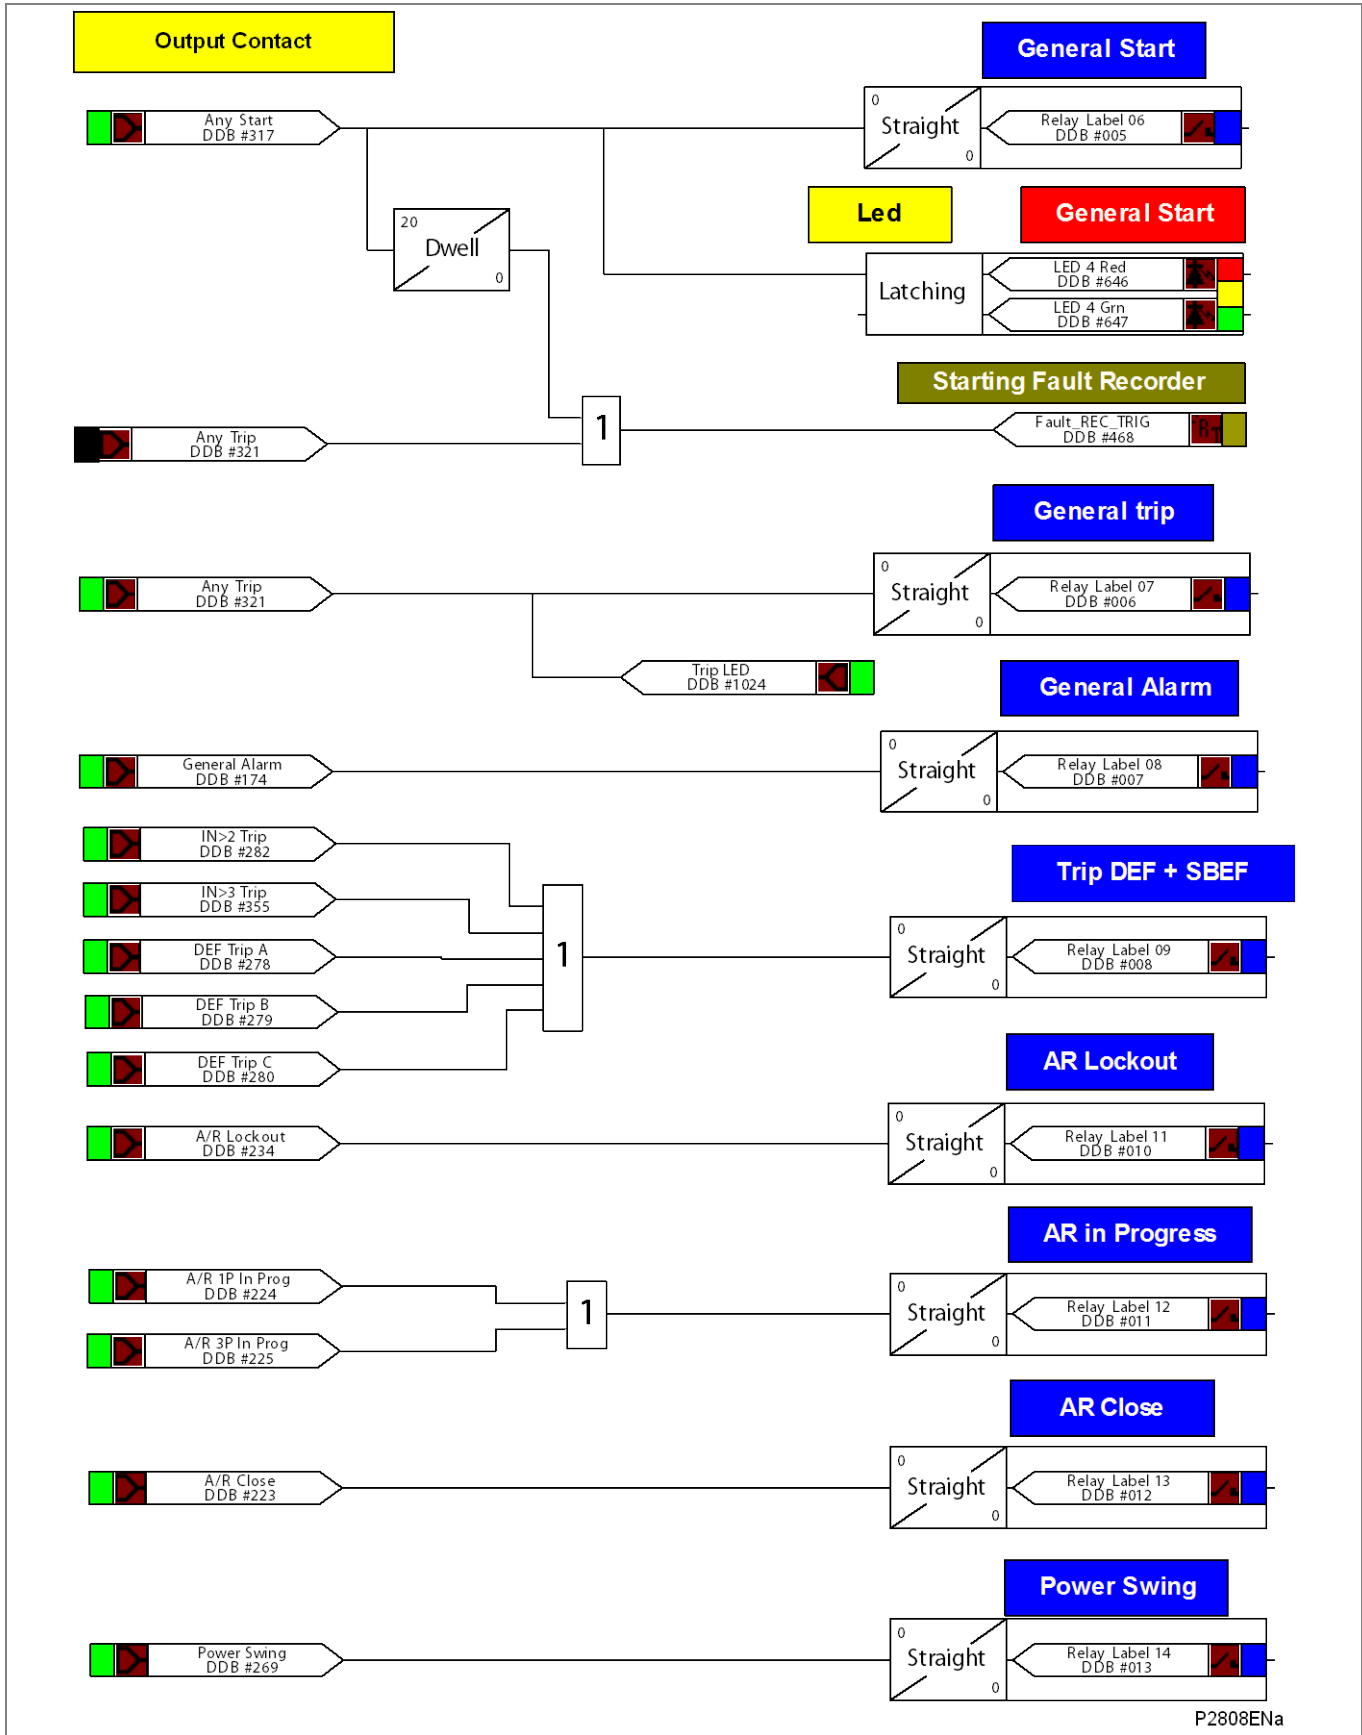 Output Contact
General Start
Any Start
DDB #317
0
Straight
0
Relay Label 06
DDB #005
Led
General Start
20
Dwell
0
Latching
LED 4 Red
DDB #646
LED 4 Grn
DDB #647
Starting Fault Recorder
Any Trip
DDB #321
1
Fault_REC_TRIG
DDB #468
General trip
Any Trip
DDB #321
0
Straight
0
Relay Label 07
DDB #006
Trip LED
DDB #1024
General Alarm
General Alarm
DDB #174
0
Straight
0
Relay Label 08
DDB #007
IN>2 Trip
DDB #282
IN>3 Trip
DDB #355
DEF Trip A
DDB #278
DEF Trip B
DDB #279
DEF Trip C
DDB #280
1
Trip DEF + SBEF
0
Straight
0
Relay Label 09
DDB #008
AR Lockout
A/R Lockout
DDB #234
0
Straight
0
Relay Label 11
DDB #010
AR in Progress
A/R 1P In Prog
DDB #224
A/R 3P In Prog
DDB #225
1
0
Straight
0
Relay Label 12
DDB #011
AR Close
A/R Close
DDB #223
0
Straight
0
Relay Label 13
DDB #012
Power Swing
Power Swing
DDB #269
0
Straight
0
Relay Label 14
DDB #013
P2808ENa